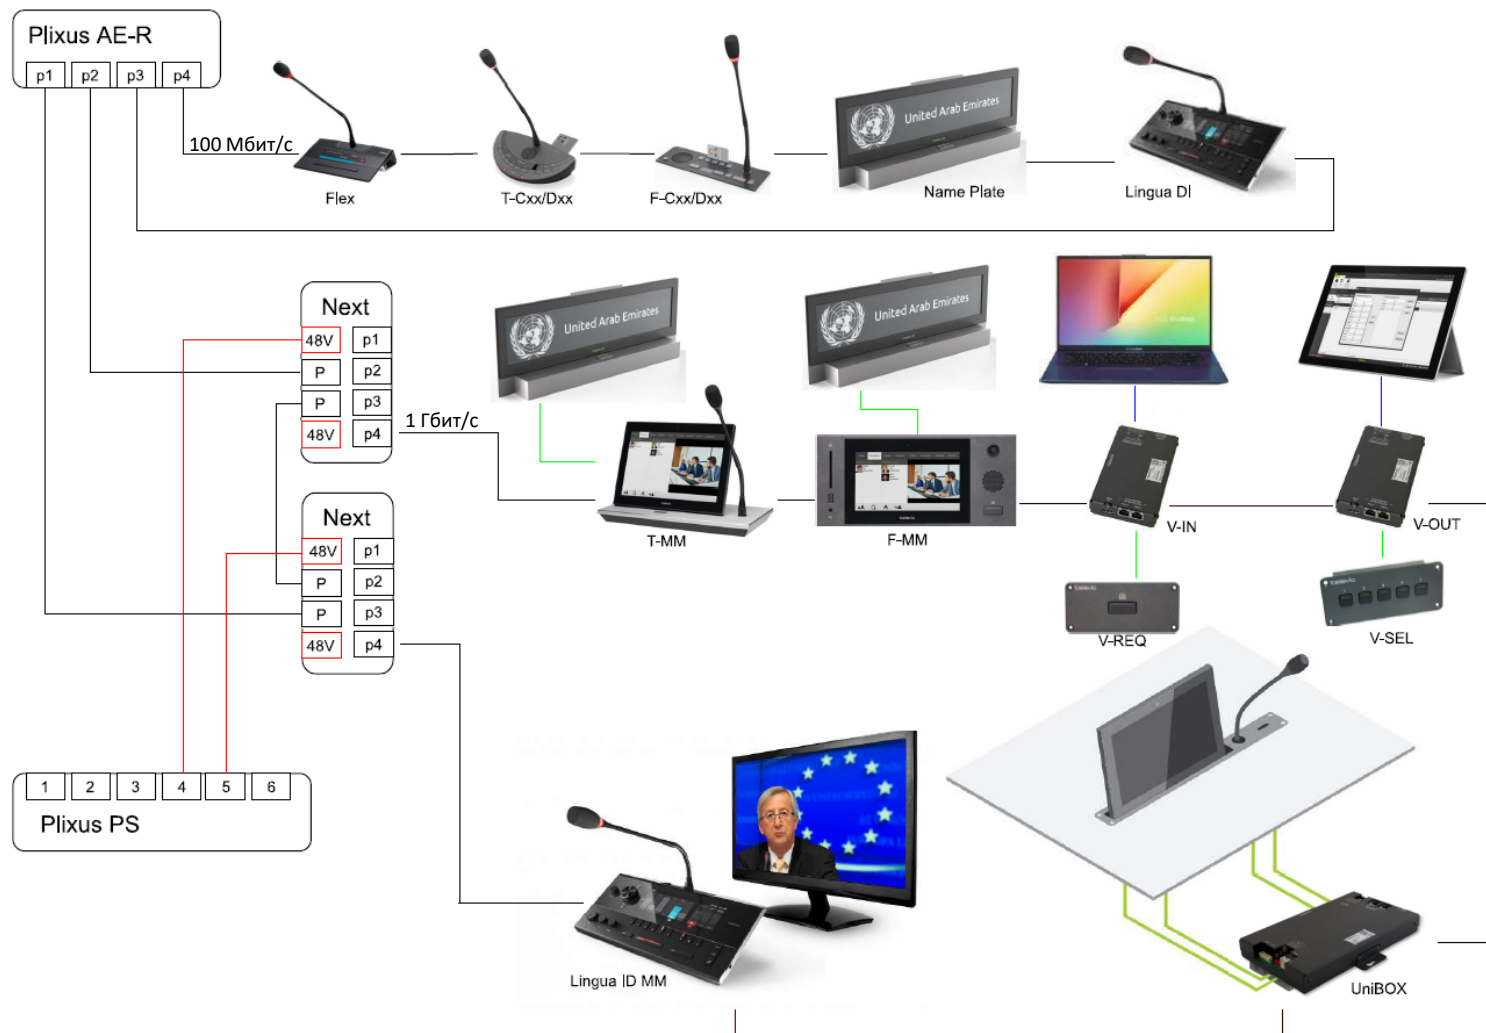 Plixus AE-R
p1 p2 p3 p4
100 Мбит/с
Flex
T-Cxx/Dxx
F-Cxx/Dxx
United Arab Emirates
Name Plate
Lingua DI
Next
48V p1
P p2
P p3
48V p4
1 Гбит/с
United Arab Emirates
United Arab Emirates
T-MM
F-MM
V-IN
V-OUT
V-REQ
V-SEL
Next
48V p1
P p2
P p3
48V p4
1 2 3 4 5 6
Plixus PS
Lingua ID MM
UniBOX